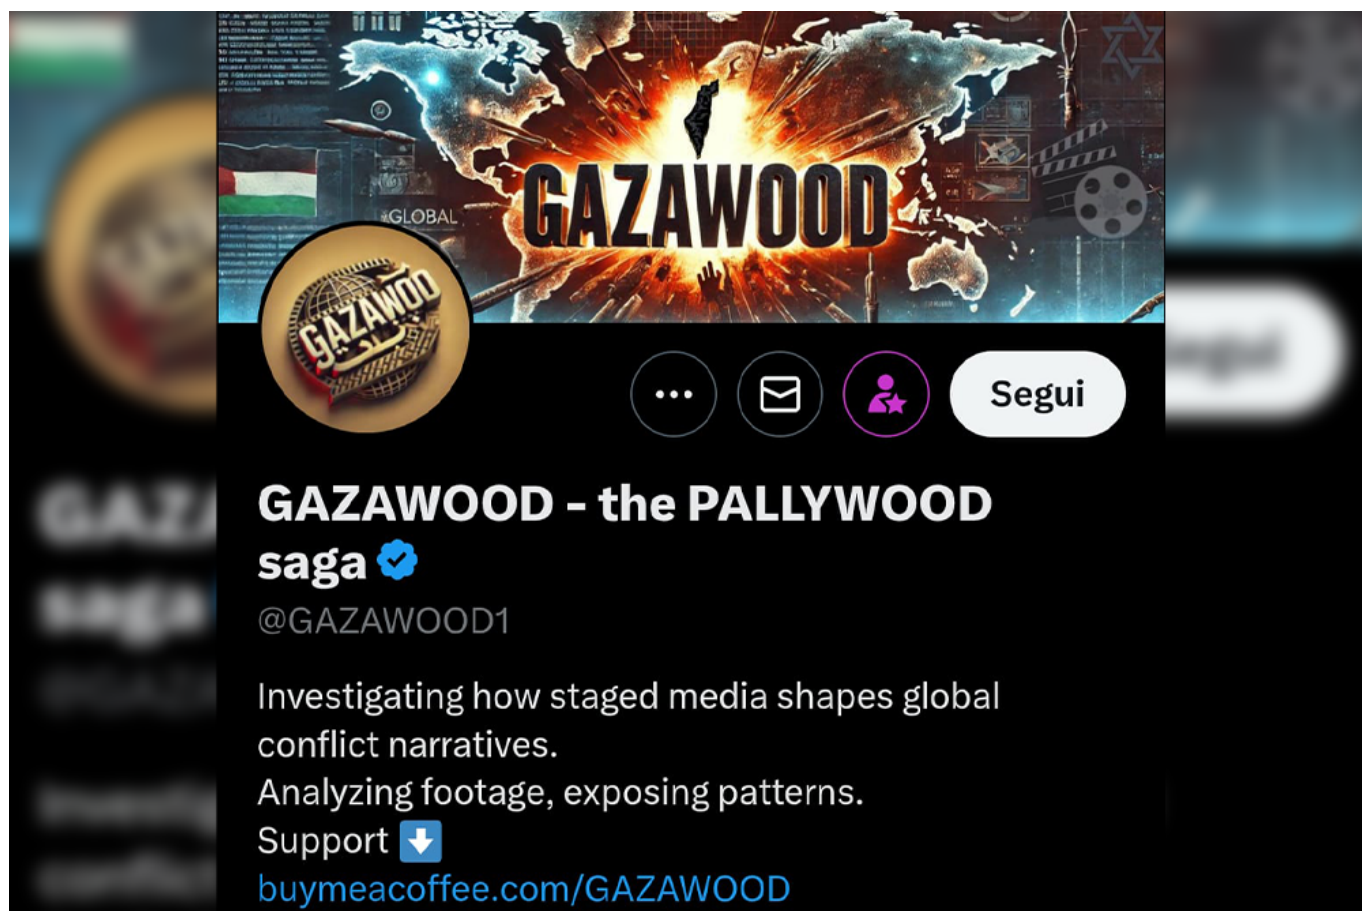 GAZAWOOD
GLOBAL
GAZAWOO
Segui
GAZAWOOD - the PALLYWOOD
saga
@GAZAWOOD1
Investigating how staged media shapes global
conflict narratives.
Analyzing footage, exposing patterns.
Support
buymeacoffee.com/GAZAWOOD